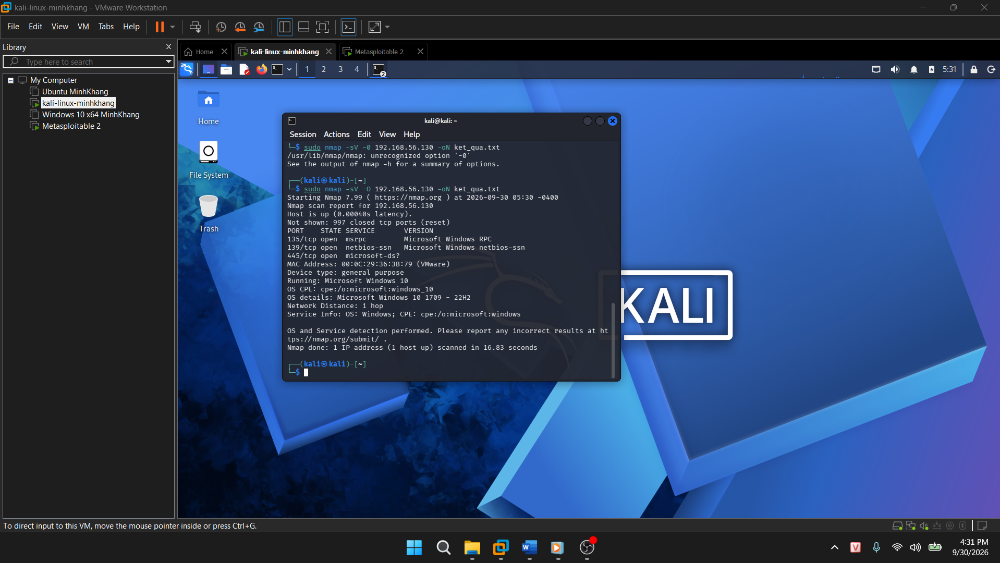 kali-linux-minhkhang - VMware Workstation
File Edit View VM Tabs Help
Library
Type here to search
My Computer
Ubuntu MinhKhang
kali-linux-minhkhang
Windows 10 x64 MinhKhang
Metasploitable 2
Home kali-linux-minhkhang Metasploitable 2
1 2 3 4 2 5:31
Home
File System
Trash
kali@kali: ~
Session Actions Edit View Help
└─$ sudo nmap -sV -0 192.168.56.130 -oN ket_qua.txt
/usr/lib/nmap/nmap: unrecognized option '-0'
See the output of nmap -h for a summary of options.
┌──(kali㉿kali)-[~]
└─$ sudo nmap -sV -O 192.168.56.130 -oN ket_qua.txt
Starting Nmap 7.99 ( https://nmap.org ) at 2026-09-30 05:30 -0400
Nmap scan report for 192.168.56.130
Host is up (0.00040s latency).
Not shown: 997 closed tcp ports (reset)
PORT    STATE SERVICE       VERSION
135/tcp open  msrpc         Microsoft Windows RPC
139/tcp open  netbios-ssn   Microsoft Windows netbios-ssn
445/tcp open  microsoft-ds?
MAC Address: 00:0C:29:36:3B:79 (VMware)
Device type: general purpose
Running: Microsoft Windows 10
OS CPE: cpe:/o:microsoft:windows_10
OS details: Microsoft Windows 10 1709 - 22H2
Network Distance: 1 hop
Service Info: OS: Windows; CPE: cpe:/o:microsoft:windows
OS and Service detection performed. Please report any incorrect results at ht
tps://nmap.org/submit/ .
Nmap done: 1 IP address (1 host up) scanned in 16.83 seconds
┌──(kali㉿kali)-[~]
└─$
KALI
To direct input to this VM, move the mouse pointer inside or press Ctrl+G.
W
V
4:31 PM
9/30/2026